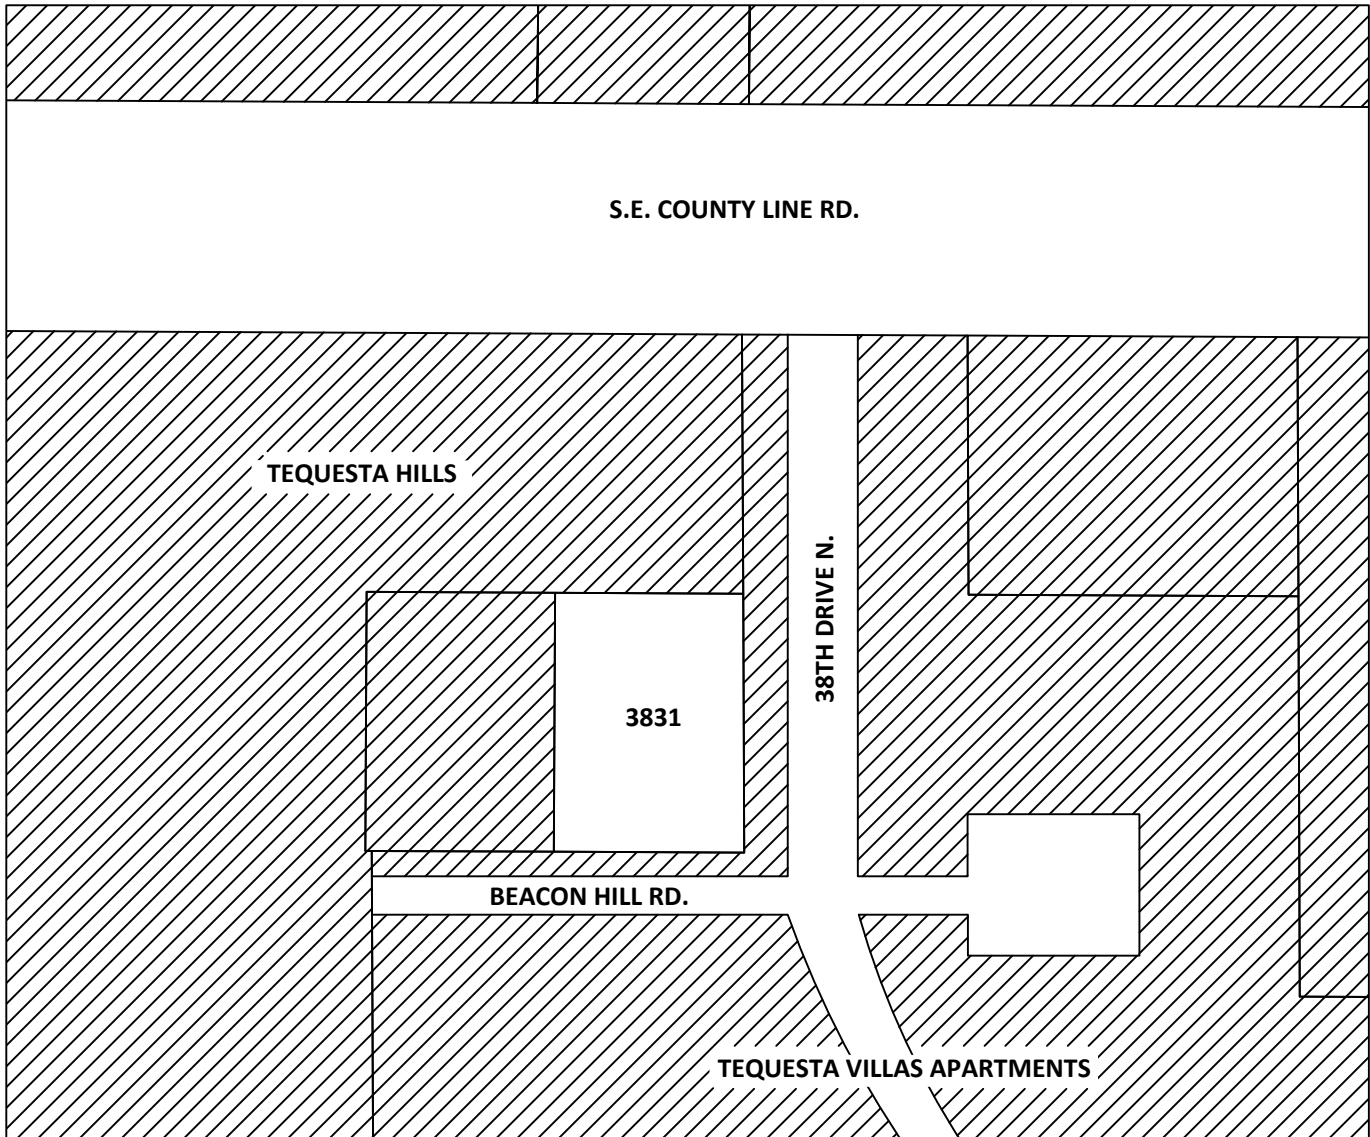 S.E. COUNTY LINE RD.
TEQUESTA HILLS
38TH DRIVE N.
3831
BEACON HILL RD.
TEQUESTA VILLAS APARTMENTS